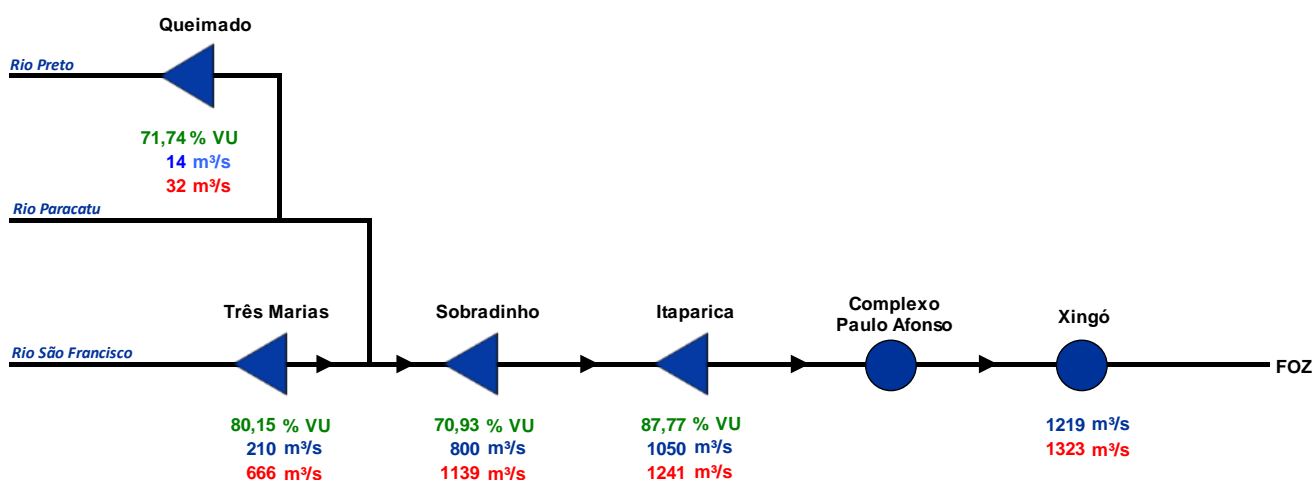 Queimado
Rio Preto
71,74 % VU
14 m³/s
32 m³/s
Rio Paracatu
Três Marias
Sobradinho
Itaparica
Complexo
Paulo Afonso
Xingó
Rio São Francisco
FOZ
80,15 % VU
210 m³/s
666 m³/s
70,93 % VU
800 m³/s
1139 m³/s
87,77 % VU
1050 m³/s
1241 m³/s
1219 m³/s
1323 m³/s